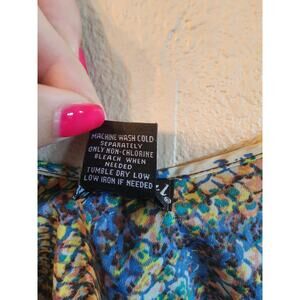 MACHINE WASH COLD
SEPARATELY
ONLY NON-CHLORINE
BLEACH WHEN
NEEDED
TUMBLE DRY LOW
LOW IRON IF NEEDED